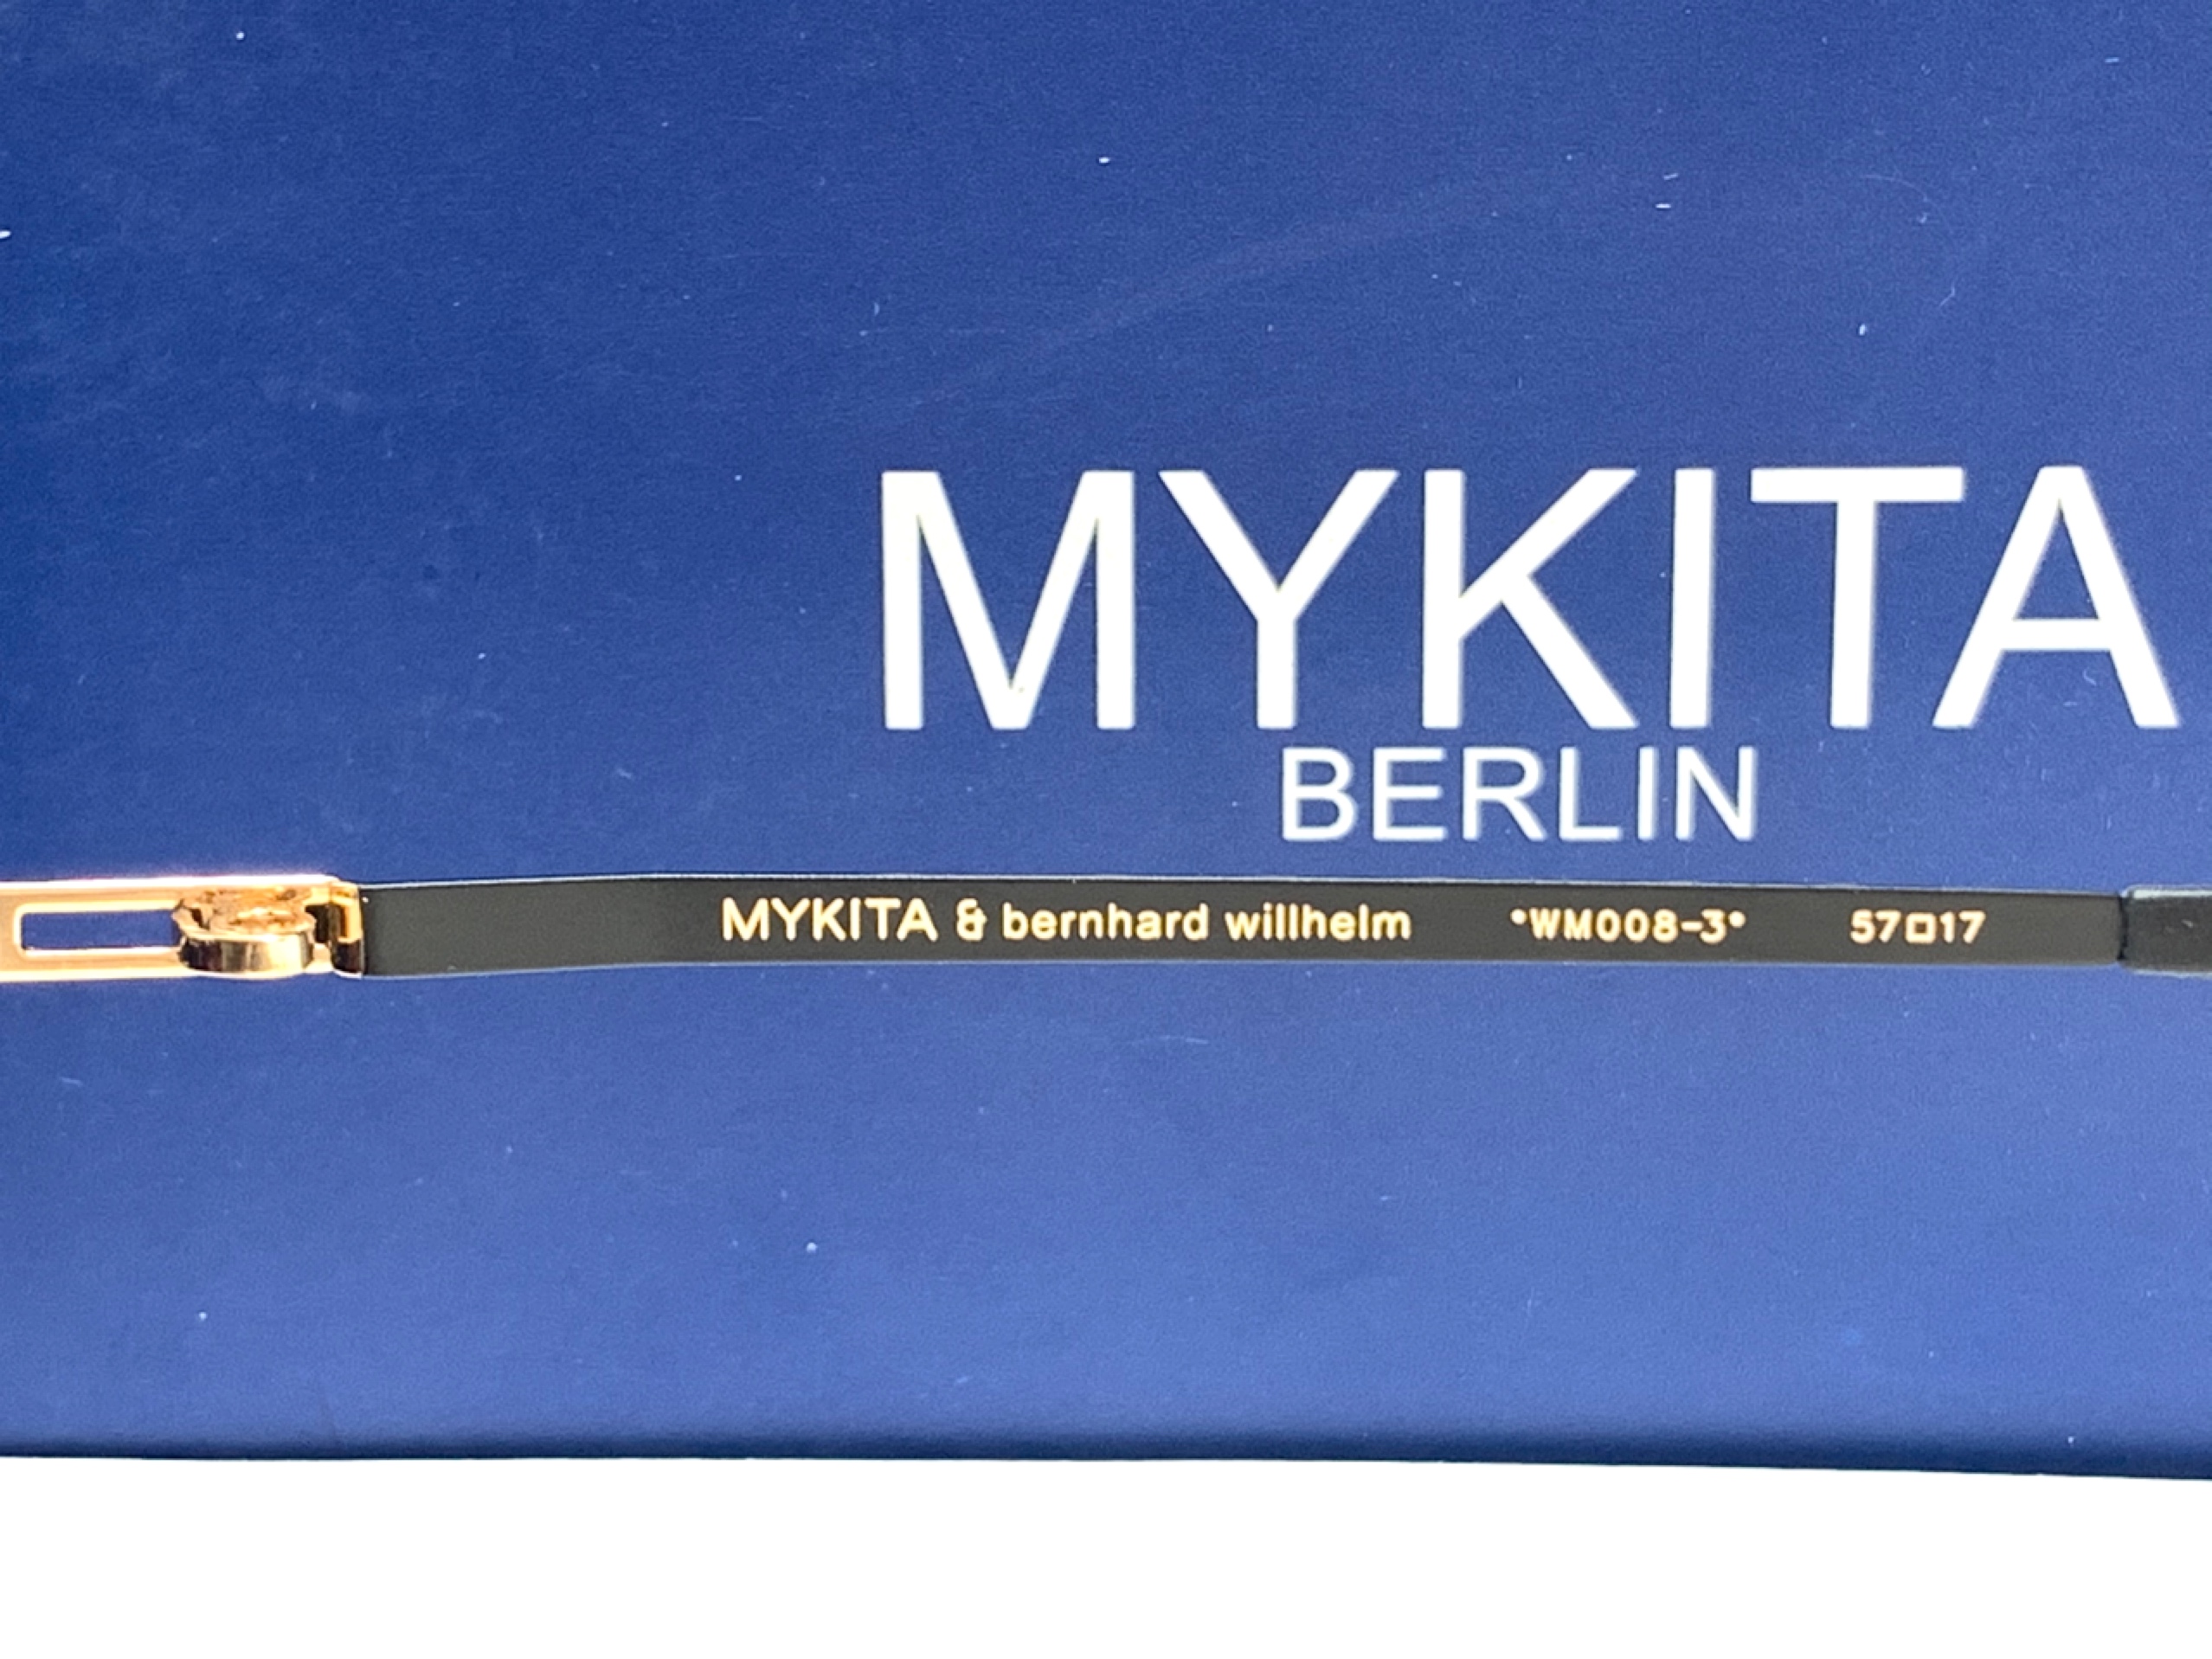 MYKITA
BERLIN
MYKITA & bernhard willhelm *WM008-3* 57□17